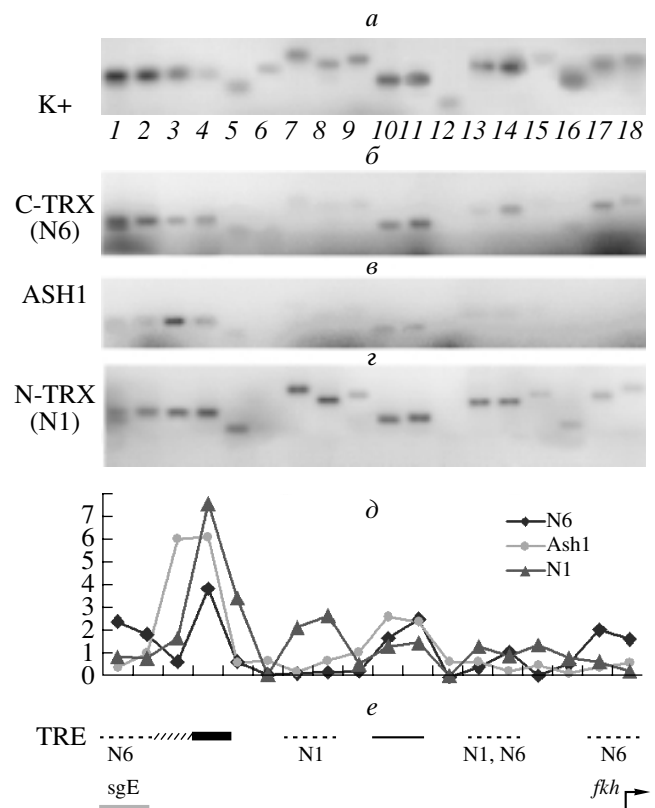 а
K+
1 2 3 4 5 6 7 8 9 10 11 12 13 14 15 16 17 18
б
C-TRX
(N6)
в
ASH1
г
N-TRX
(N1)
д
7
6
5
4
3
2
1
0
N6
Ash1
N1
е
TRE
N6 N1 N1, N6 N6
sgE fkh